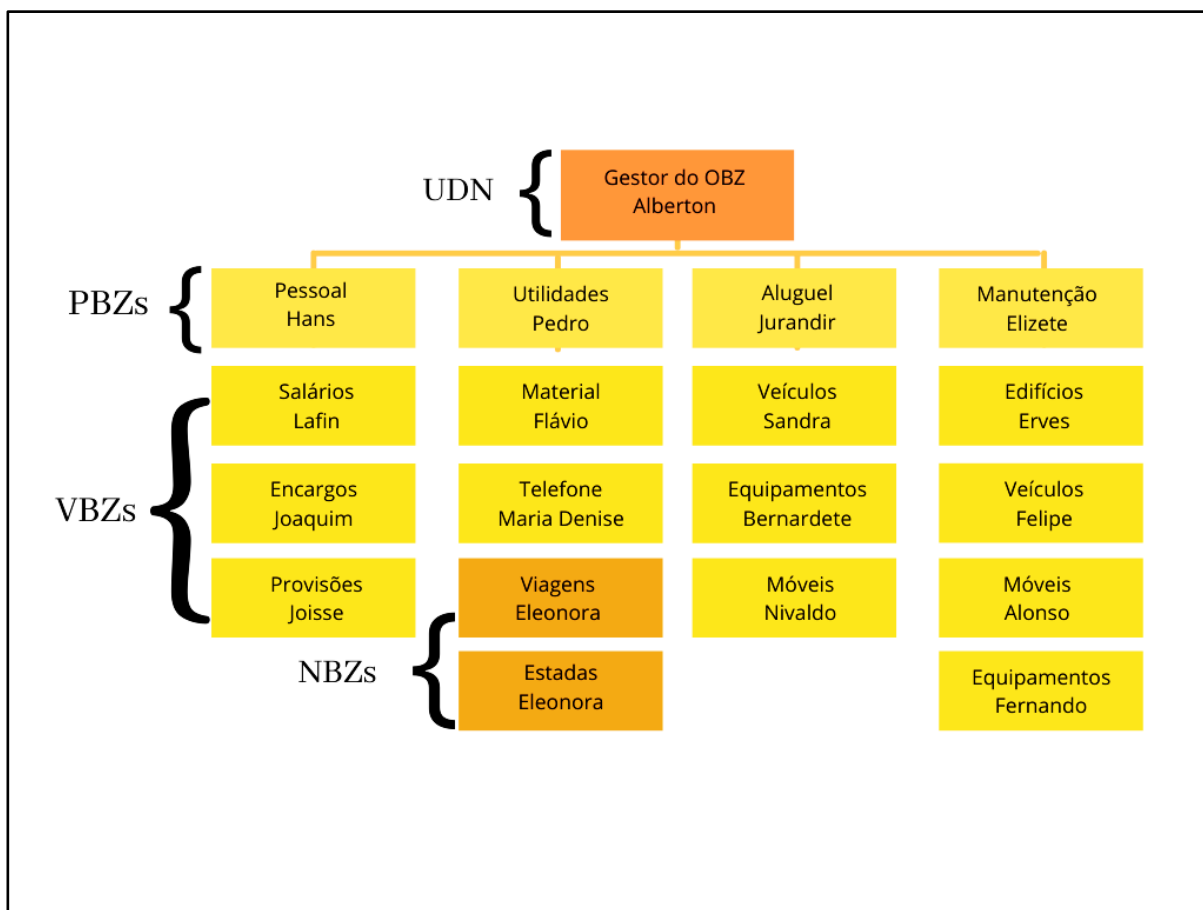 UDN
Gestor do OBZ
Alberton
PBZs
Pessoal
Hans
Utilidades
Pedro
Aluguel
Jurandir
Manutenção
Elizete
VBZs
Salários
Lafin
Material
Flávio
Veículos
Sandra
Edifícios
Erves
Encargos
Joaquim
Telefone
Maria Denise
Equipamentos
Bernardete
Veículos
Felipe
Provisões
Joisse
Viagens
Eleonora
Móveis
Nivaldo
Móveis
Alonso
NBZs
Estadas
Eleonora
Equipamentos
Fernando